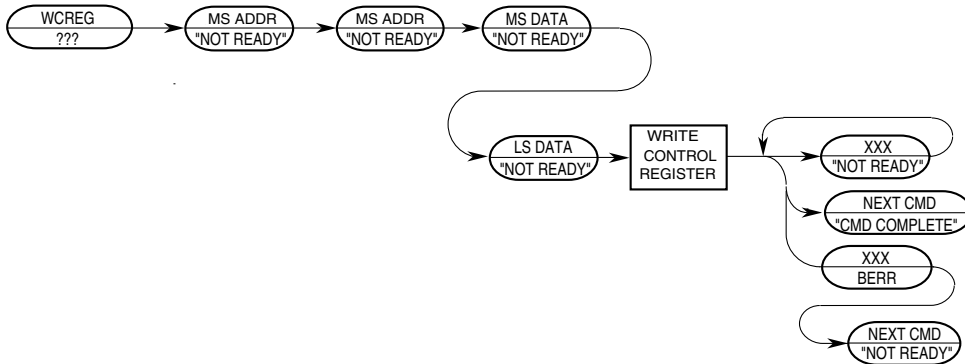 WCREG
???
MS ADDR
"NOT READY"
MS ADDR
"NOT READY"
MS DATA
"NOT READY"
LS DATA
"NOT READY"
WRITE
CONTROL
REGISTER
XXX
"NOT READY"
NEXT CMD
"CMD COMPLETE"
XXX
BERR
NEXT CMD
"NOT READY"